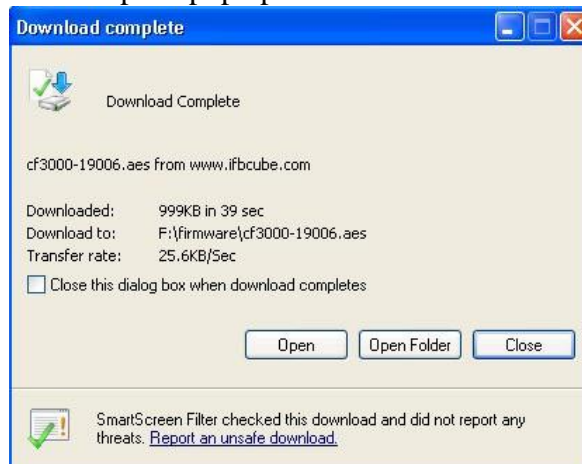 Download complete
Download Complete
cf3000-19006.aes from www.ifbcube.com
Downloaded: 999KB in 39 sec
Download to: F:\firmware\cf3000-19006.aes
Transfer rate: 25.6KB/Sec
Close this dialog box when download completes
Open Open Folder Close
SmartScreen Filter checked this download and did not report any
threats. Report an unsafe download.